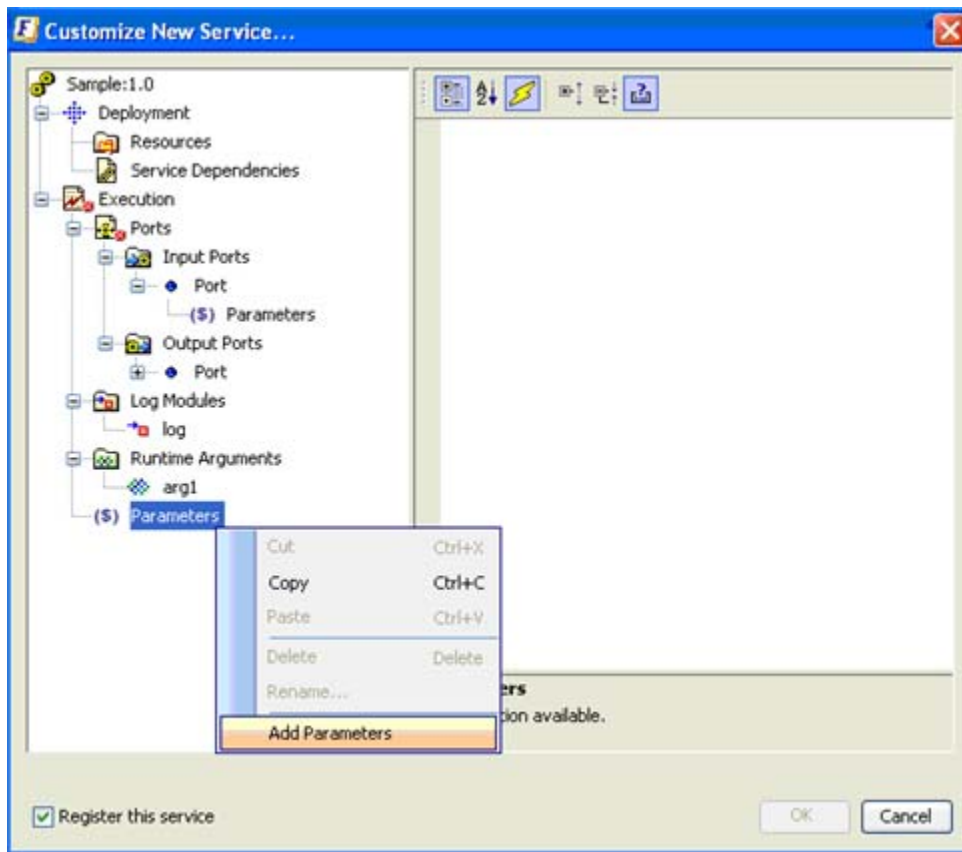 Customize New Service...
Sample:1.0
Deployment
Resources
Service Dependencies
Execution
Ports
Input Ports
Port
($) Parameters
Output Ports
Port
Log Modules
log
Runtime Arguments
arg1
($) Parameters
Cut Ctrl+X
Copy Ctrl+C
Paste Ctrl+V
Delete Delete
Rename...
Add Parameters
ers
ion available.
Register this service
OK
Cancel